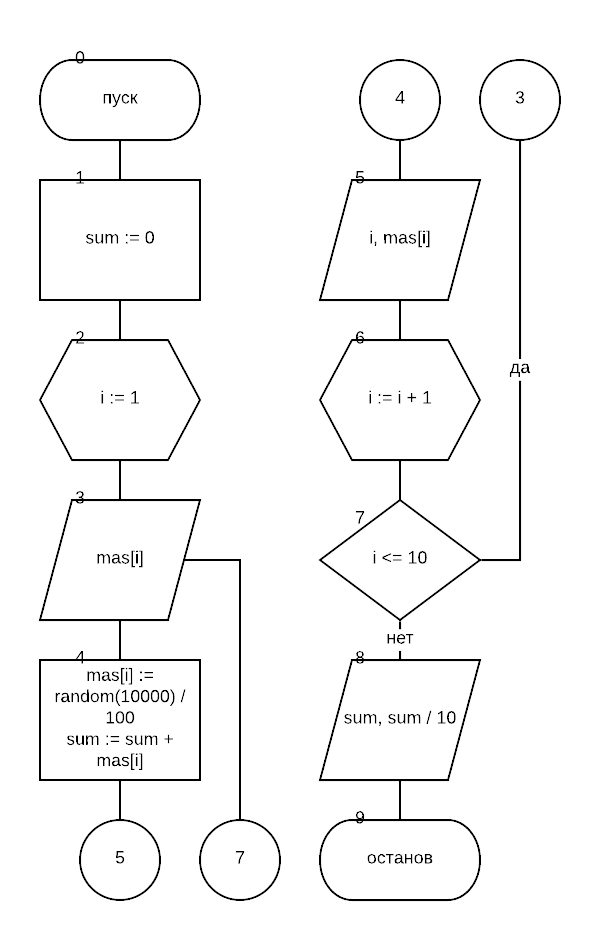 0
пуск
1
sum := 0
2
i := 1
3
mas[i]
4
mas[i] :=
random(10000) /
100
sum := sum +
mas[i]
5
7
4
3
5
i, mas[i]
6
i := i + 1
да
7
i <= 10
нет
8
sum, sum / 10
9
останов